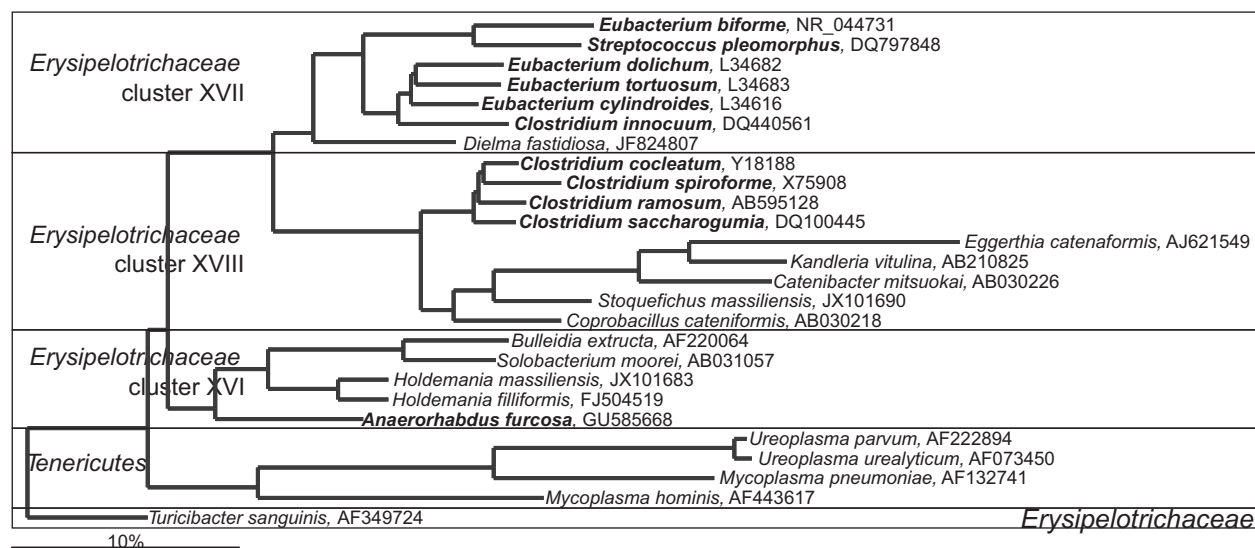 Eubacterium biforme, NR_044731
Streptococcus pleomorphus, DQ797848
Erysipelotrichaceae
cluster XVII
Eubacterium dolichum, L34682
Eubacterium tortuosum, L34683
Eubacterium cylindroides, L34616
Clostridium innocuum, DQ440561
Dielma fastidiosa, JF824807
Clostridium cocleatum, Y18188
Clostridium spiroforme, X75908
Clostridium ramosum, AB595128
Clostridium saccharogumia, DQ100445
Erysipelotrichaceae
cluster XVIII
Eggerthia catenaformis, AJ621549
Kandleria vitulina, AB210825
Catenibacter mitsuokai, AB030226
Stoquefichus massiliensis, JX101690
Coprobacillus cateniformis, AB030218
Bulleidia extructa, AF220064
Erysipelotrichaceae
cluster XVI
Solobacterium moorei, AB031057
Holdemania massiliensis, JX101683
Holdemania filliformis, FJ504519
Anaerorhabdus furcosa, GU585668
Ureoplasma parvum, AF222894
Tenericutes
Ureoplasma urealyticum, AF073450
Mycoplasma pneumoniae, AF132741
Mycoplasma hominis, AF443617
Turicibacter sanguinis, AF349724
Erysipelotrichaceae
10%